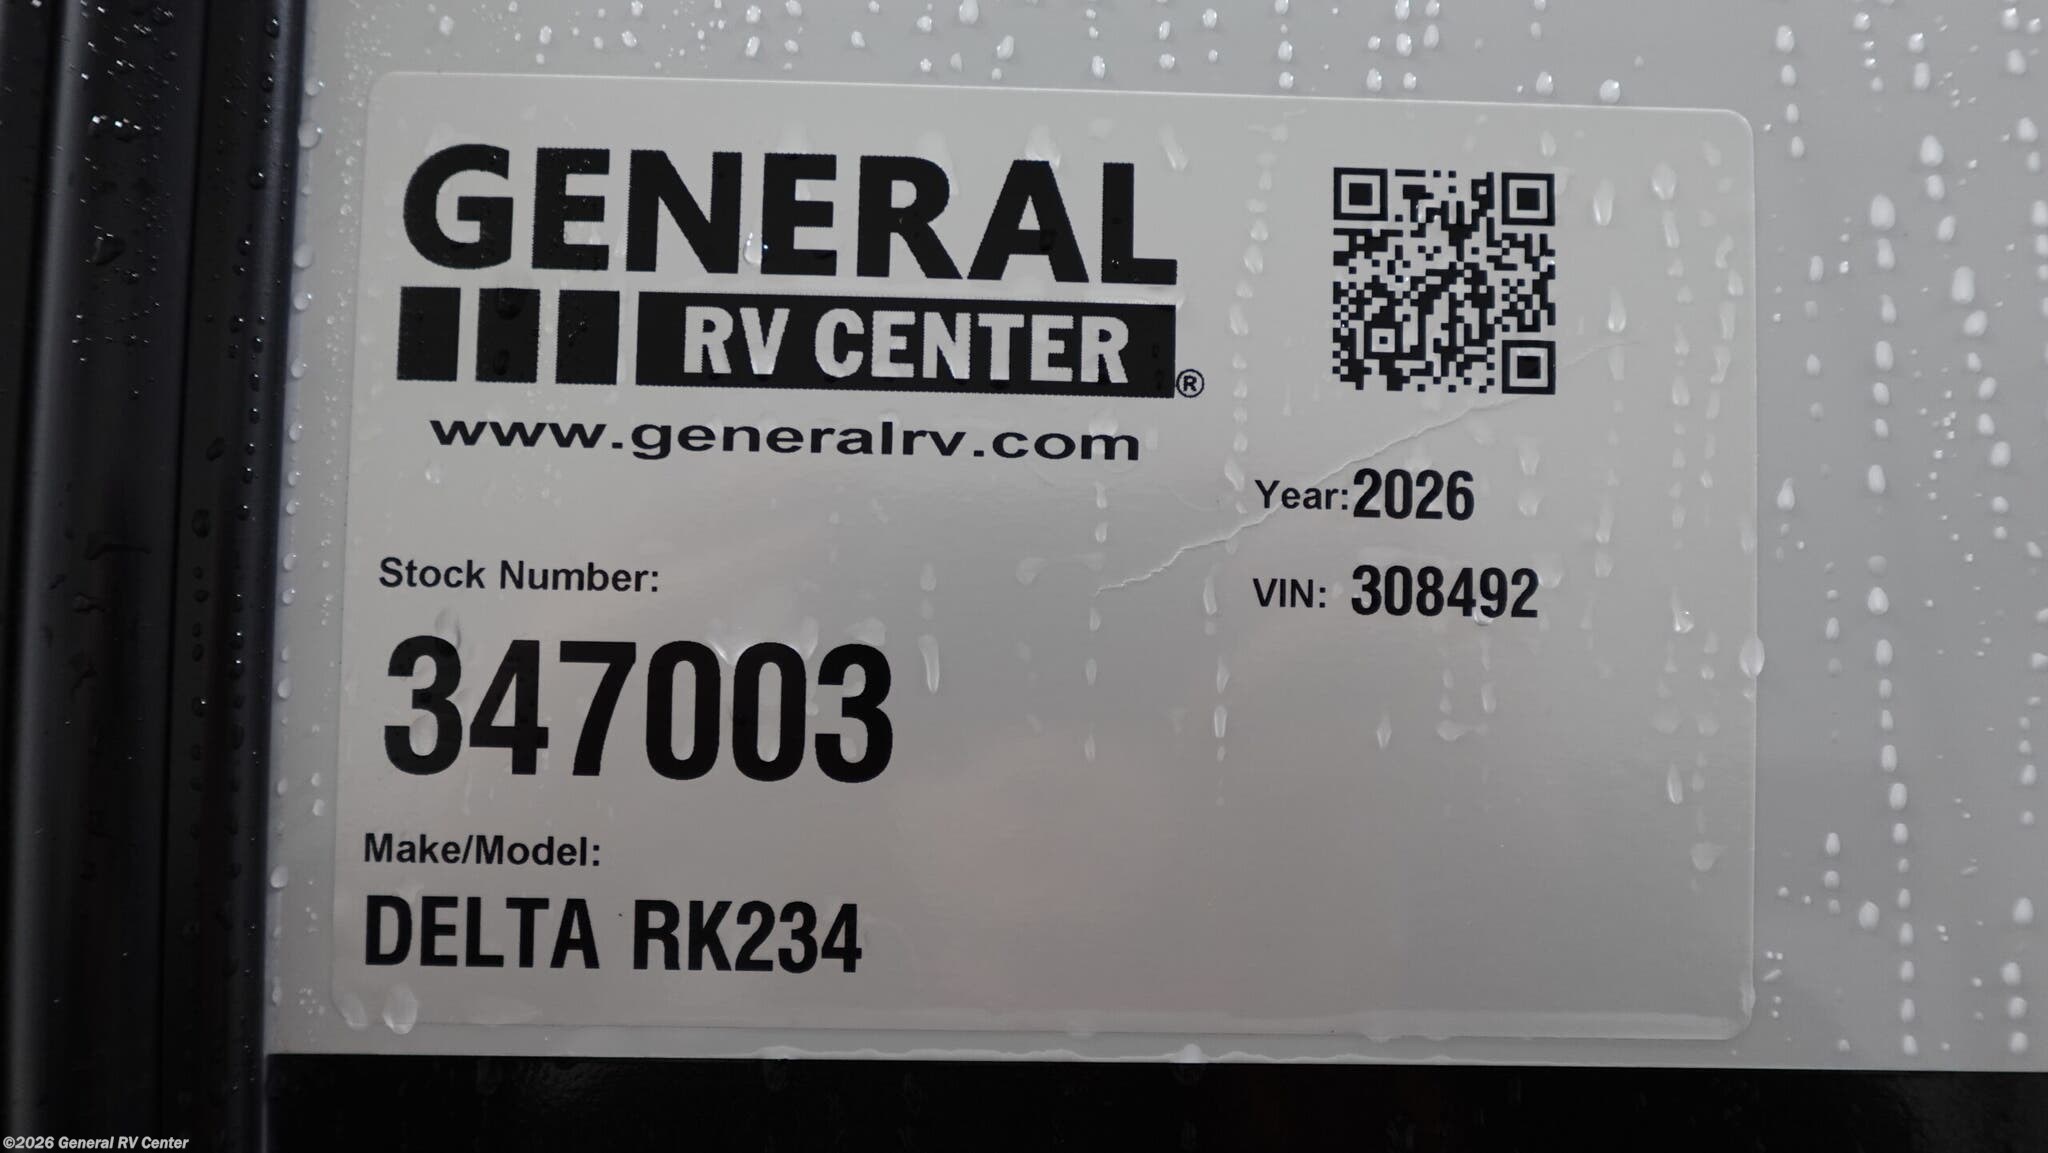 GENERAL
RV CENTER®
www.generalrv.com
Year:2026
VIN: 308492
Stock Number:
347003
Make/Model:
DELTA RK234
©2026 General RV Center